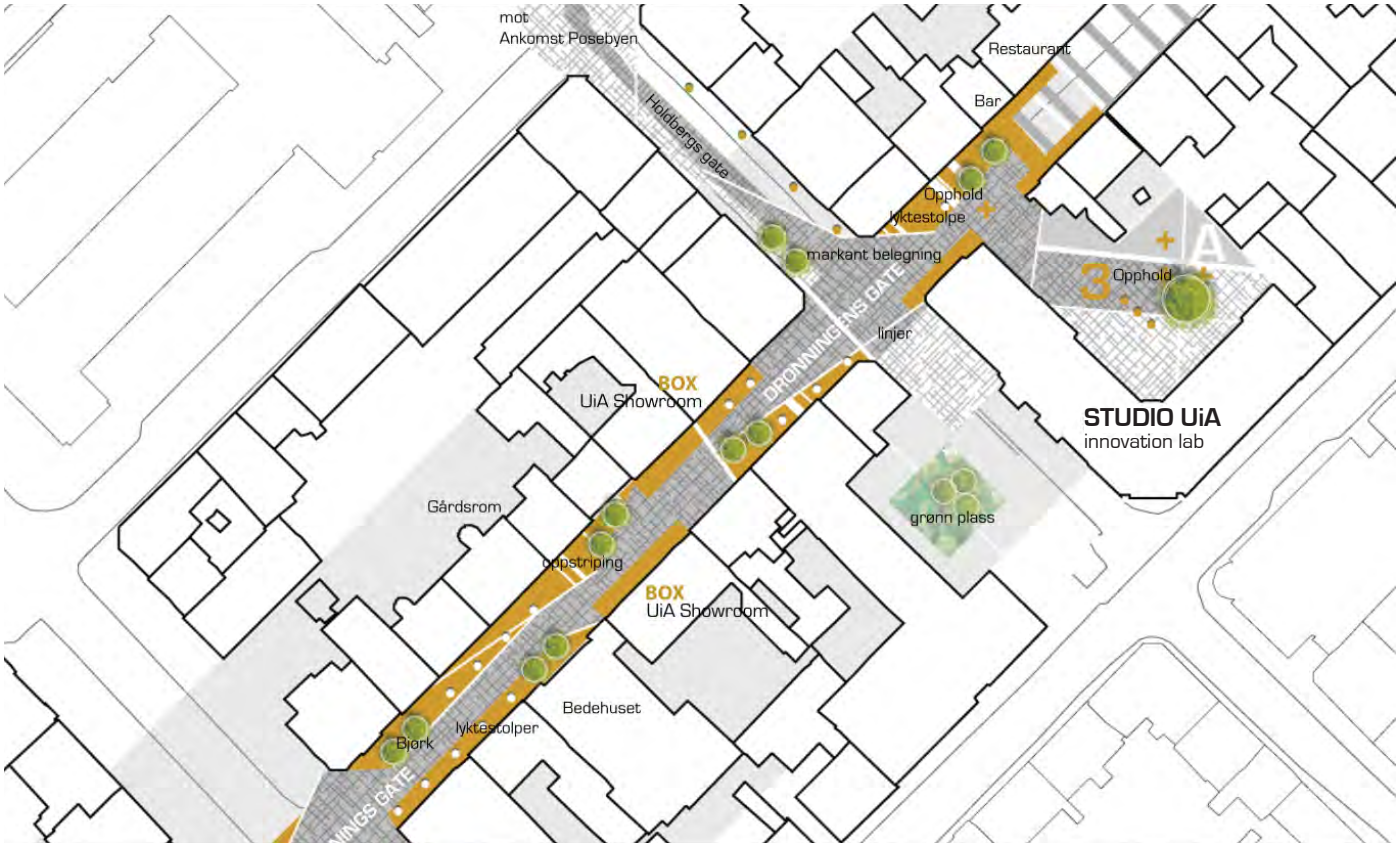 mot
Ankomst Posebyen
Restaurant
Bar
Holdbergs gate
Opphold
lyktestolpe
markant belegning
A
3
Opphold
DRONNINGENS GATE
linjer
BOX
UiA Showroom
STUDIO UiA
innovation lab
Gårdsrom
grønn plass
oppstriping
BOX
UiA Showroom
Bedehuset
lyktestolper
Bjørk
NINGS GATE